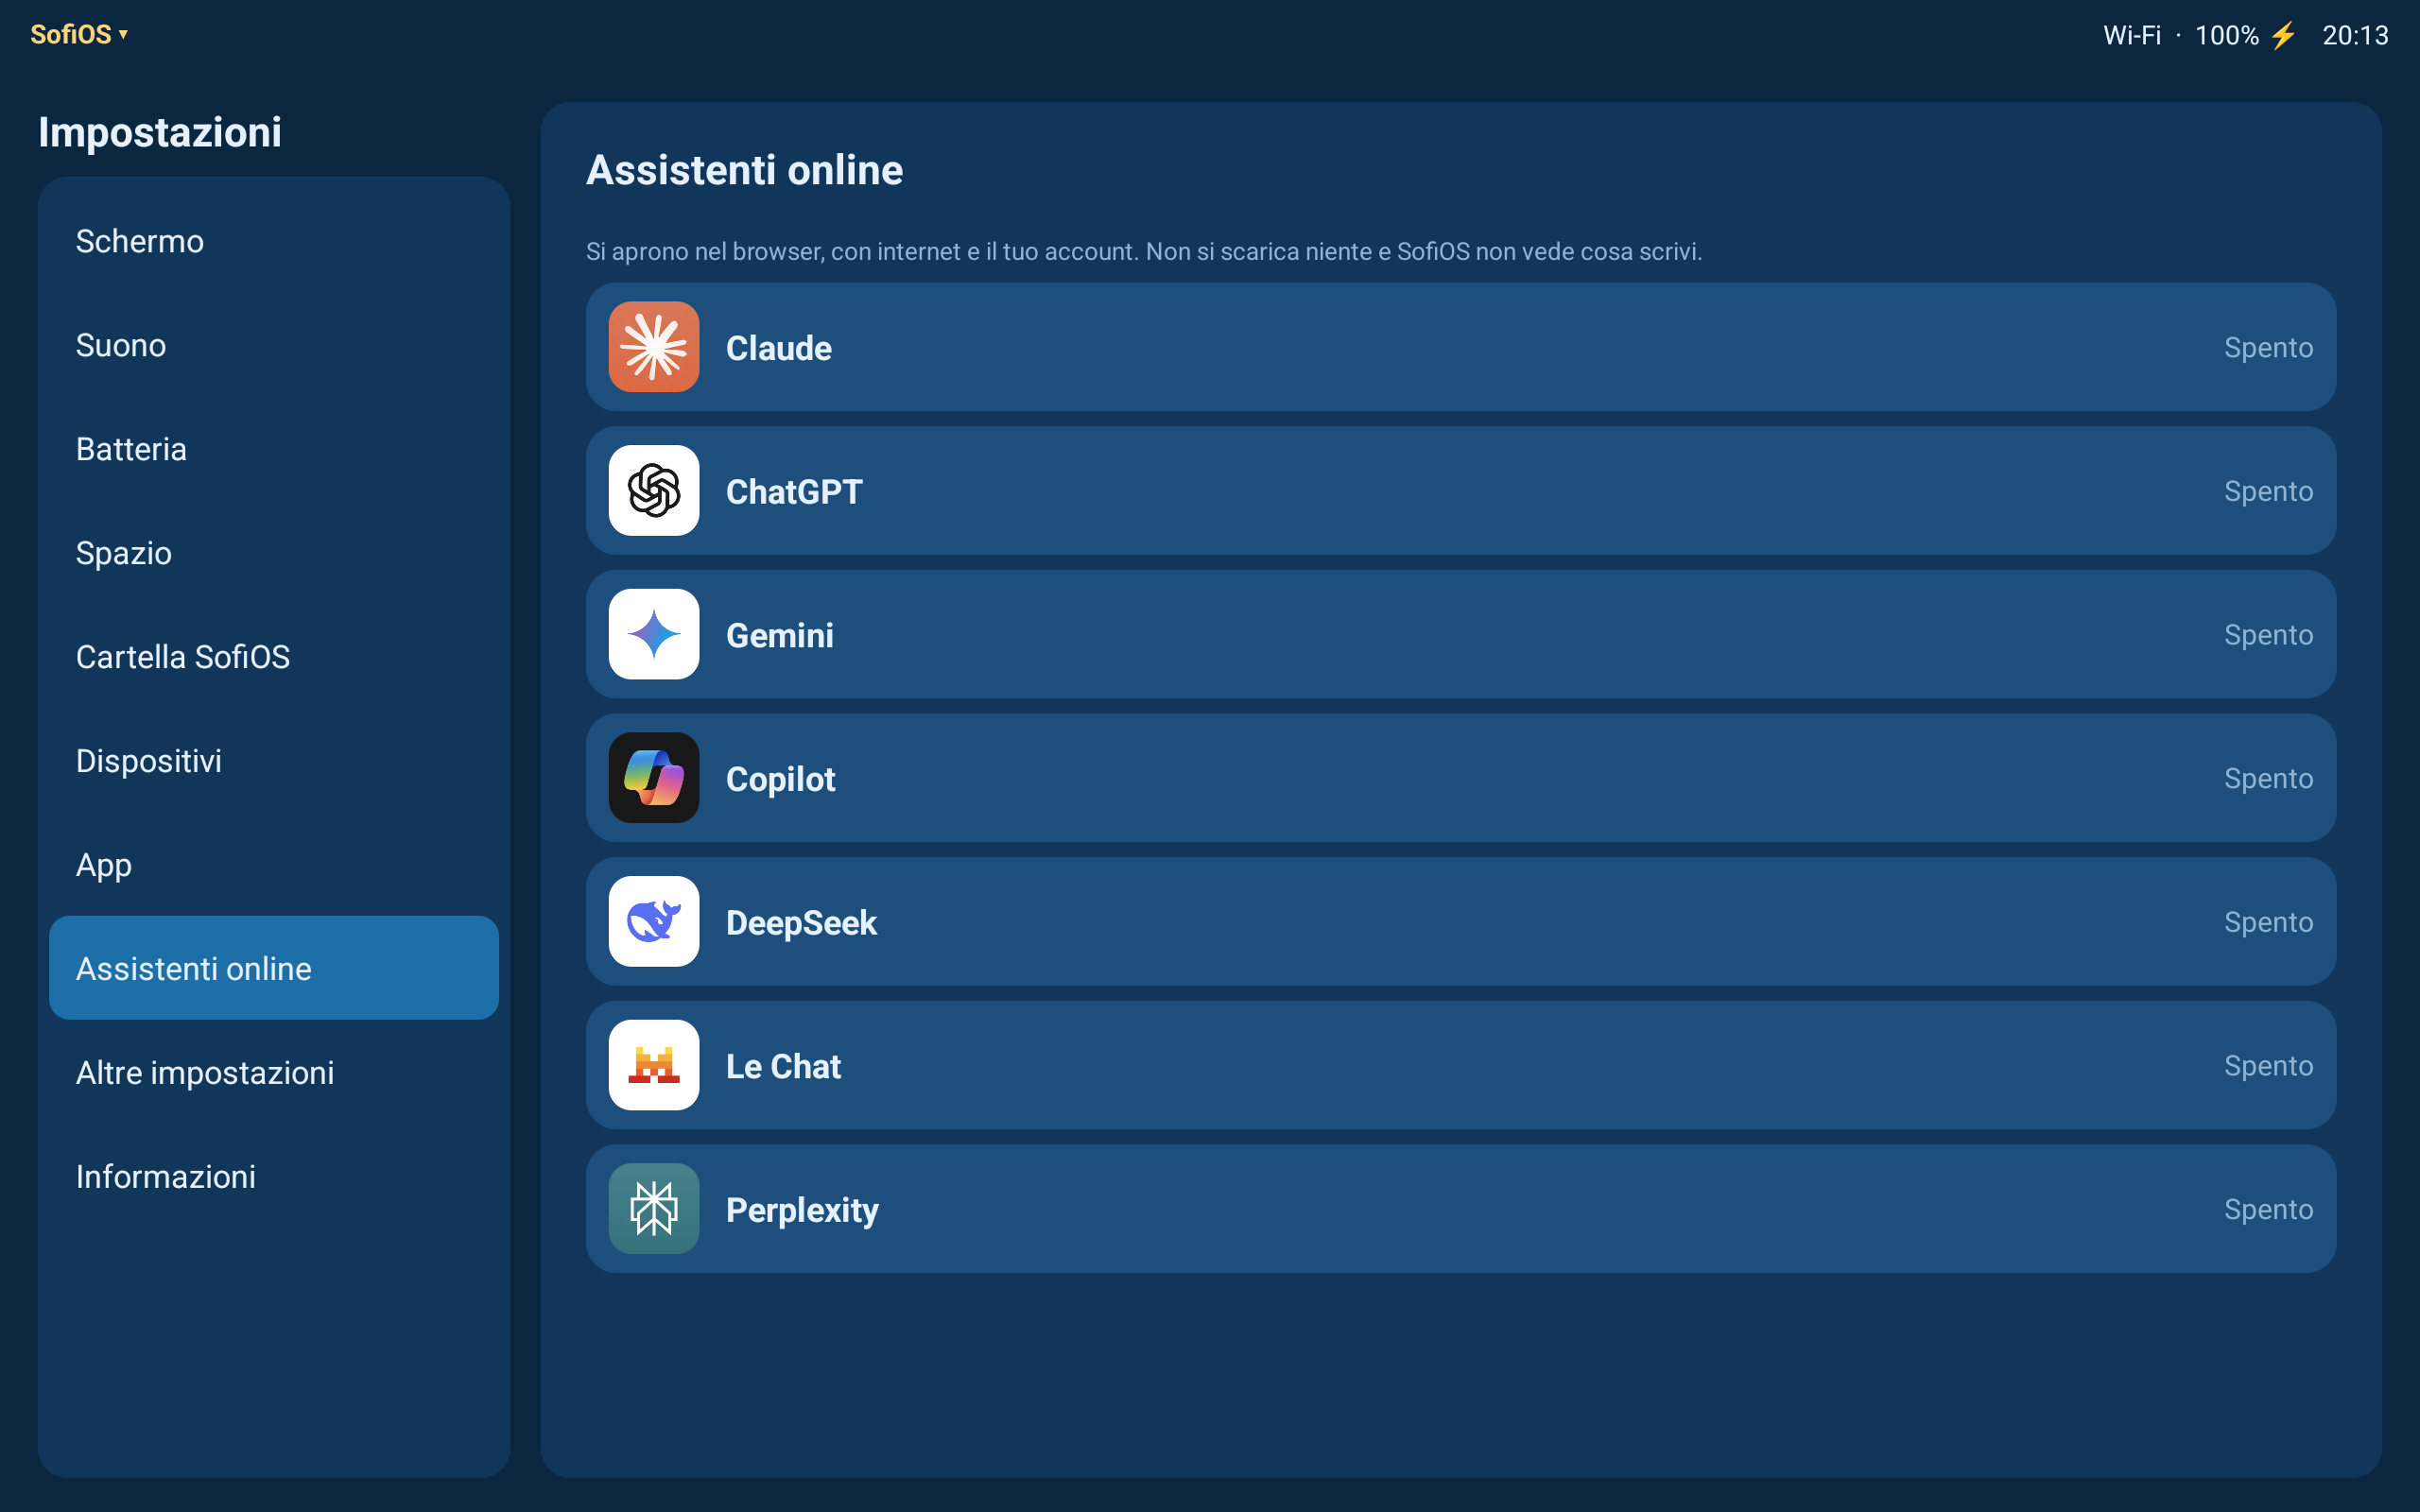 SofiOS ▾
Wi-Fi · 100% ⚡ 20:13
Impostazioni
Schermo
Suono
Batteria
Spazio
Cartella SofiOS
Dispositivi
App
Assistenti online
Altre impostazioni
Informazioni
Assistenti online
Si aprono nel browser, con internet e il tuo account. Non si scarica niente e SofiOS non vede cosa scrivi.
Claude Spento
ChatGPT Spento
Gemini Spento
Copilot Spento
DeepSeek Spento
Le Chat Spento
Perplexity Spento